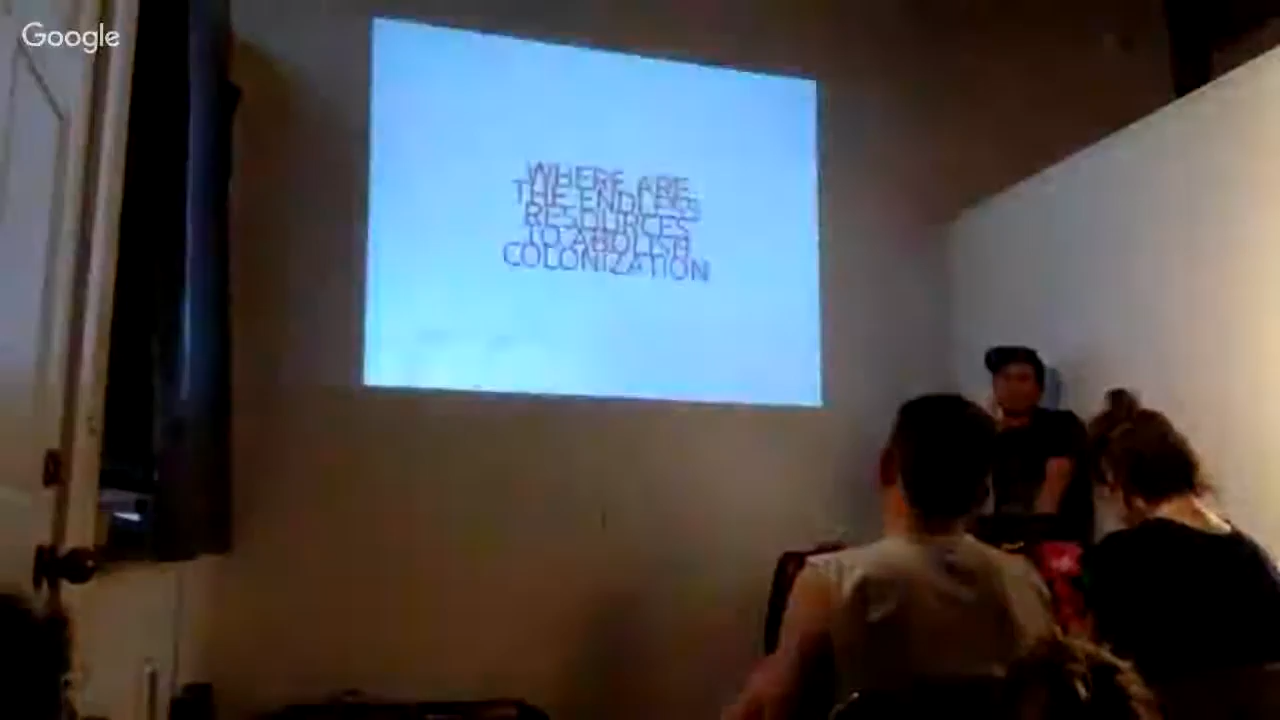 Google
WHERE ARE
THE ENDLESS
RESOURCES
TO ABOLISH
COLONIZATION